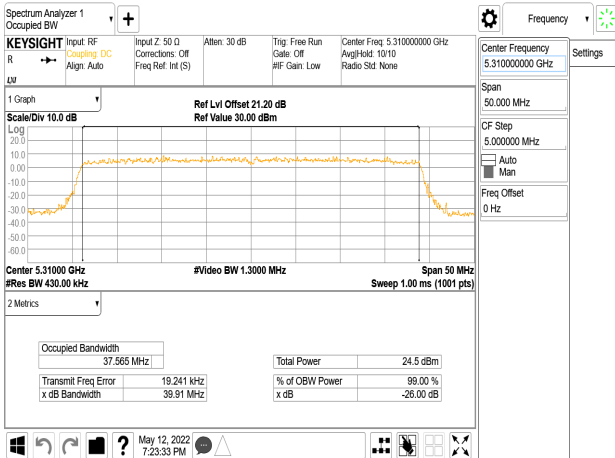 Spectrum Analyzer 1
Occupied BW
Frequency
KEYSIGHT
R
LXI
Input: RF
Coupling: DC
Align: Auto
Input Z: 50 Ω
Corrections: Off
Freq Ref: Int (S)
Atten: 30 dB
Trig: Free Run
Gate: Off
#IF Gain: Low
Center Freq: 5.310000000 GHz
Avg|Hold: 10/10
Radio Std: None
Center Frequency
5.310000000 GHz
Settings
Span
50.000 MHz
CF Step
5.000000 MHz
Auto
Man
Freq Offset
0 Hz
1 Graph
Scale/Div 10.0 dB
Ref Lvl Offset 21.20 dB
Ref Value 30.00 dBm
Log
20.0
10.0
0.00
-10.0
-20.0
-30.0
-40.0
-50.0
-60.0
Center 5.31000 GHz
#Res BW 430.00 kHz
#Video BW 1.3000 MHz
Span 50 MHz
Sweep 1.00 ms (1001 pts)
2 Metrics
Occupied Bandwidth
37.565 MHz
Total Power 24.5 dBm
Transmit Freq Error 19.241 kHz
% of OBW Power 99.00 %
x dB Bandwidth 39.91 MHz
x dB -26.00 dB
?
May 12, 2022
7:23:33 PM